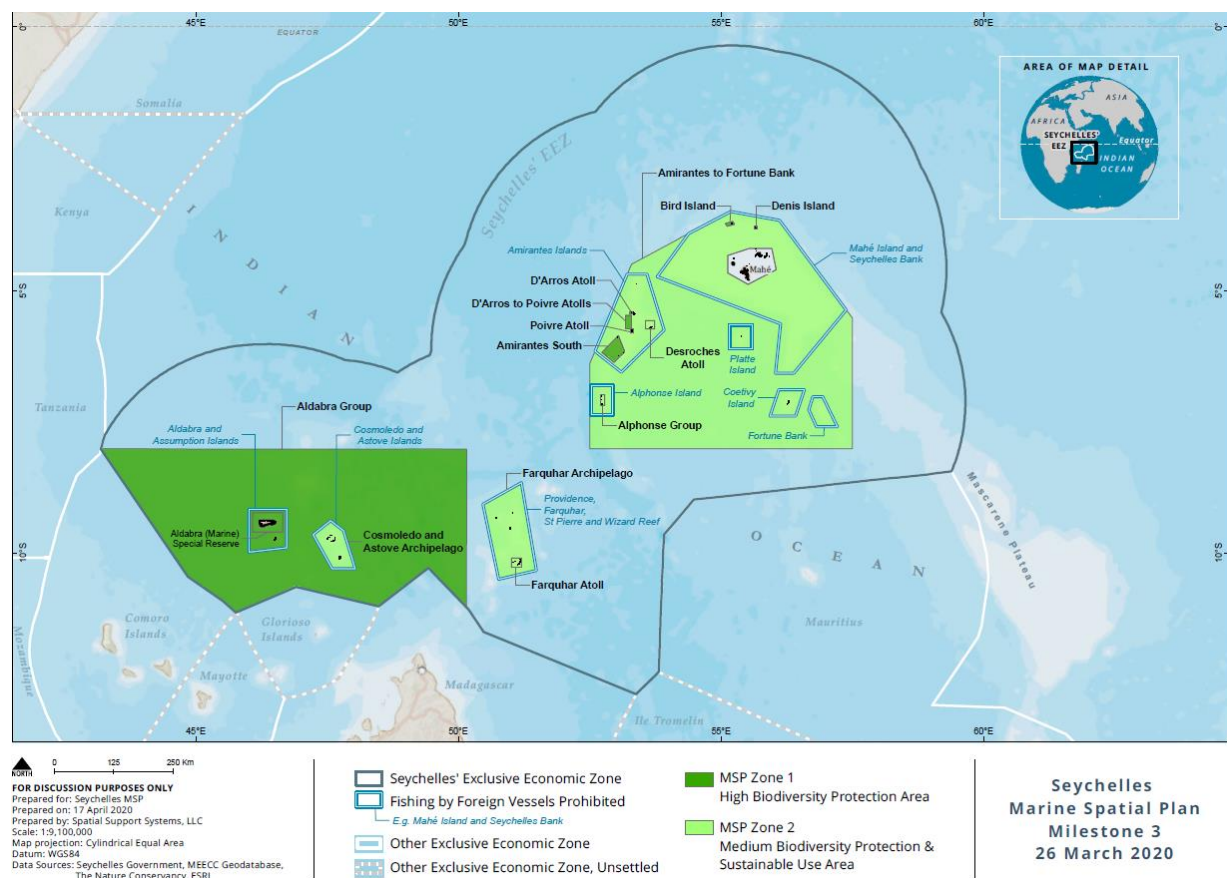 45°E
50°E
55°E
60°E
0°
0°
EQUATOR
Somalia
Kenya
Tanzania
Mozambique
INDIAN
OCEAN
5°S
5°S
10°S
10°S
Seychelles' EEZ
AREA OF MAP DETAIL
ASIA
AFRICA
SEYCHELLES'
EEZ
Equator
INDIAN
OCEAN
Amirantes to Fortune Bank
Bird Island
Denis Island
Amirantes Islands
Mahé Island and
Seychelles Bank
Mahé
D'Arros Atoll
D'Arros to Poivre Atolls
Poivre Atoll
Amirantes South
Desroches
Atoll
Platte
Island
Alphonse Island
Coetivy
Island
Alphonse Group
Fortune Bank
Aldabra Group
Aldabra and
Assumption Islands
Cosmoledo and
Astove Islands
Farquhar Archipelago
Providence,
Farquhar,
St Pierre and Wizard Reef
Aldabra (Marine)
Special Reserve
Cosmoledo and
Astove Archipelago
Farquhar Atoll
Mascarene Plateau
Comoro
Islands
Glorioso
Islands
Mayotte
Madagascar
Mauritius
Ile Tromelin
45°E
50°E
55°E
60°E
NORTH
0 125 250 Km
FOR DISCUSSION PURPOSES ONLY
Prepared for: Seychelles MSP
Prepared on: 17 April 2020
Prepared by: Spatial Support Systems, LLC
Scale: 1:9,100,000
Map projection: Cylindrical Equal Area
Datum: WGS84
Data Sources: Seychelles Government, MEECC Geodatabase,
The Nature Conservancy, ESRI
Seychelles' Exclusive Economic Zone
Fishing by Foreign Vessels Prohibited
E.g. Mahé Island and Seychelles Bank
Other Exclusive Economic Zone
Other Exclusive Economic Zone, Unsettled
MSP Zone 1
High Biodiversity Protection Area
MSP Zone 2
Medium Biodiversity Protection &
Sustainable Use Area
Seychelles
Marine Spatial Plan
Milestone 3
26 March 2020